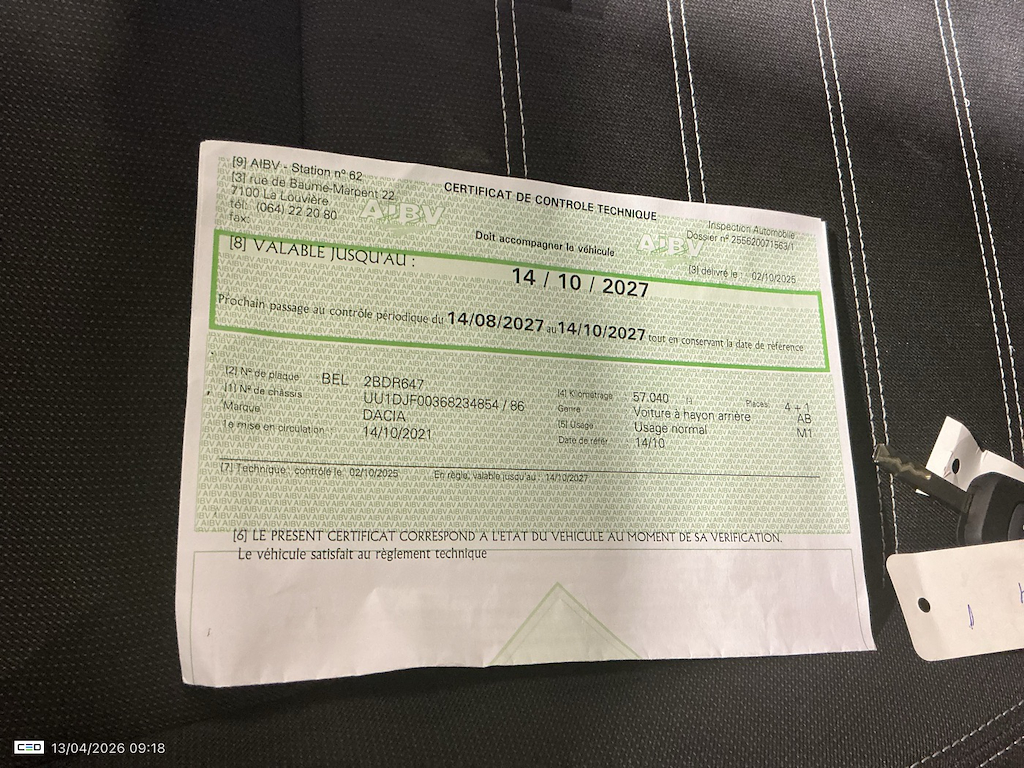 [9] AIBV - Station n° 62
[3] rue de Baume-Marpent 22
7100 La Louvière
tél: (064) 22 20 80
fax:
AIBV
CERTIFICAT DE CONTROLE TECHNIQUE
Doit accompagner le véhicule
AIBV
Inspection Automobile
Dossier n° 255620071563/1
[3] délivré le : 02/10/2025
[8] VALABLE JUSQU'AU :
14 / 10 / 2027
Prochain passage au contrôle périodique du 14/08/2027 au 14/10/2027 tout en conservant la date de référence
[2] N° de plaque BEL 2BDR647
[1] N° de châssis UU1DJF00368234854 / 86
Marque DACIA
1e mise en circulation : 14/10/2021
[4] Kilométrage 57.040 Places 4 + 1
Genre Voiture à hayon arrière AB
[5] Usage Usage normal M1
Date de référ 14/10
[7] Technique : contrôlé le: 02/10/2025 En règle, valable jusqu'au : 14/10/2027
[6] LE PRESENT CERTIFICAT CORRESPOND A L'ETAT DU VEHICULE AU MOMENT DE SA VERIFICATION.
Le véhicule satisfait au règlement technique
13/04/2026 09:18